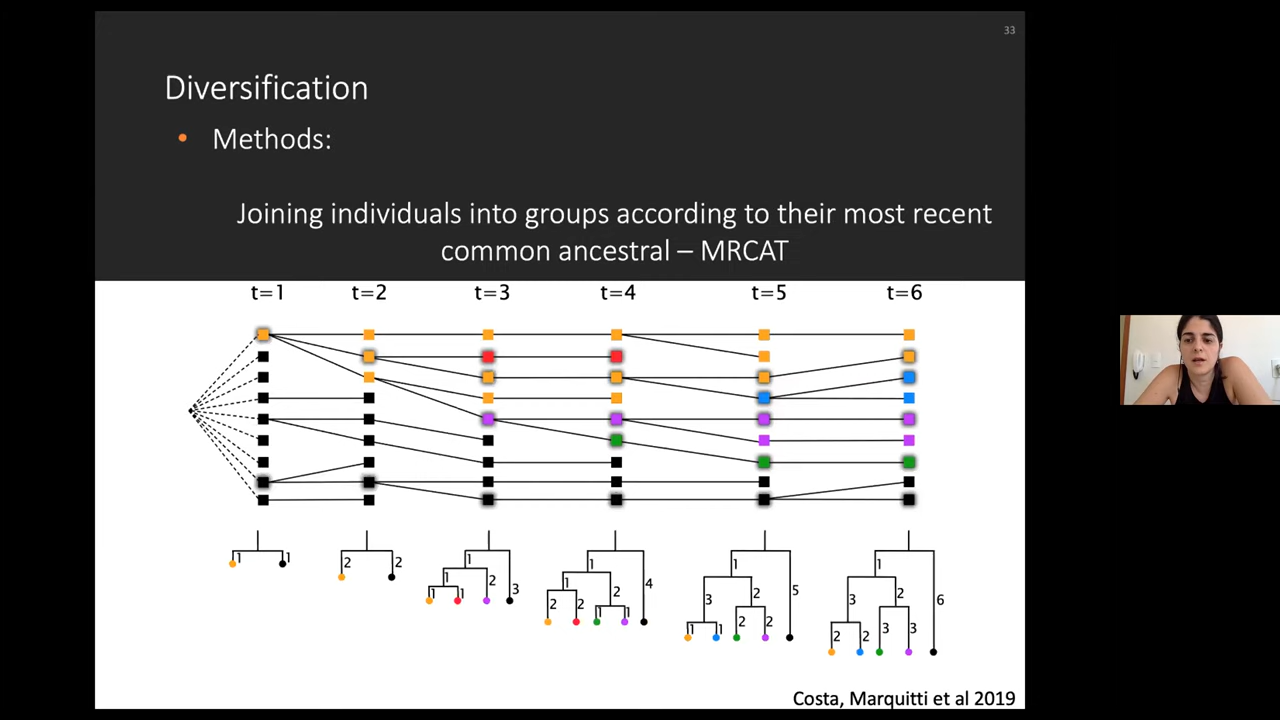 33
Diversification
• Methods:
Joining individuals into groups according to their most recent
common ancestral – MRCAT
t=1 t=2 t=3 t=4 t=5 t=6
1 1
2 2
1 1 1 1 2 3
1 1 2 2 2 1 1 4
1 3 2 1 1 2 2 5
1 3 2 2 2 3 3 6
Costa, Marquitti et al 2019